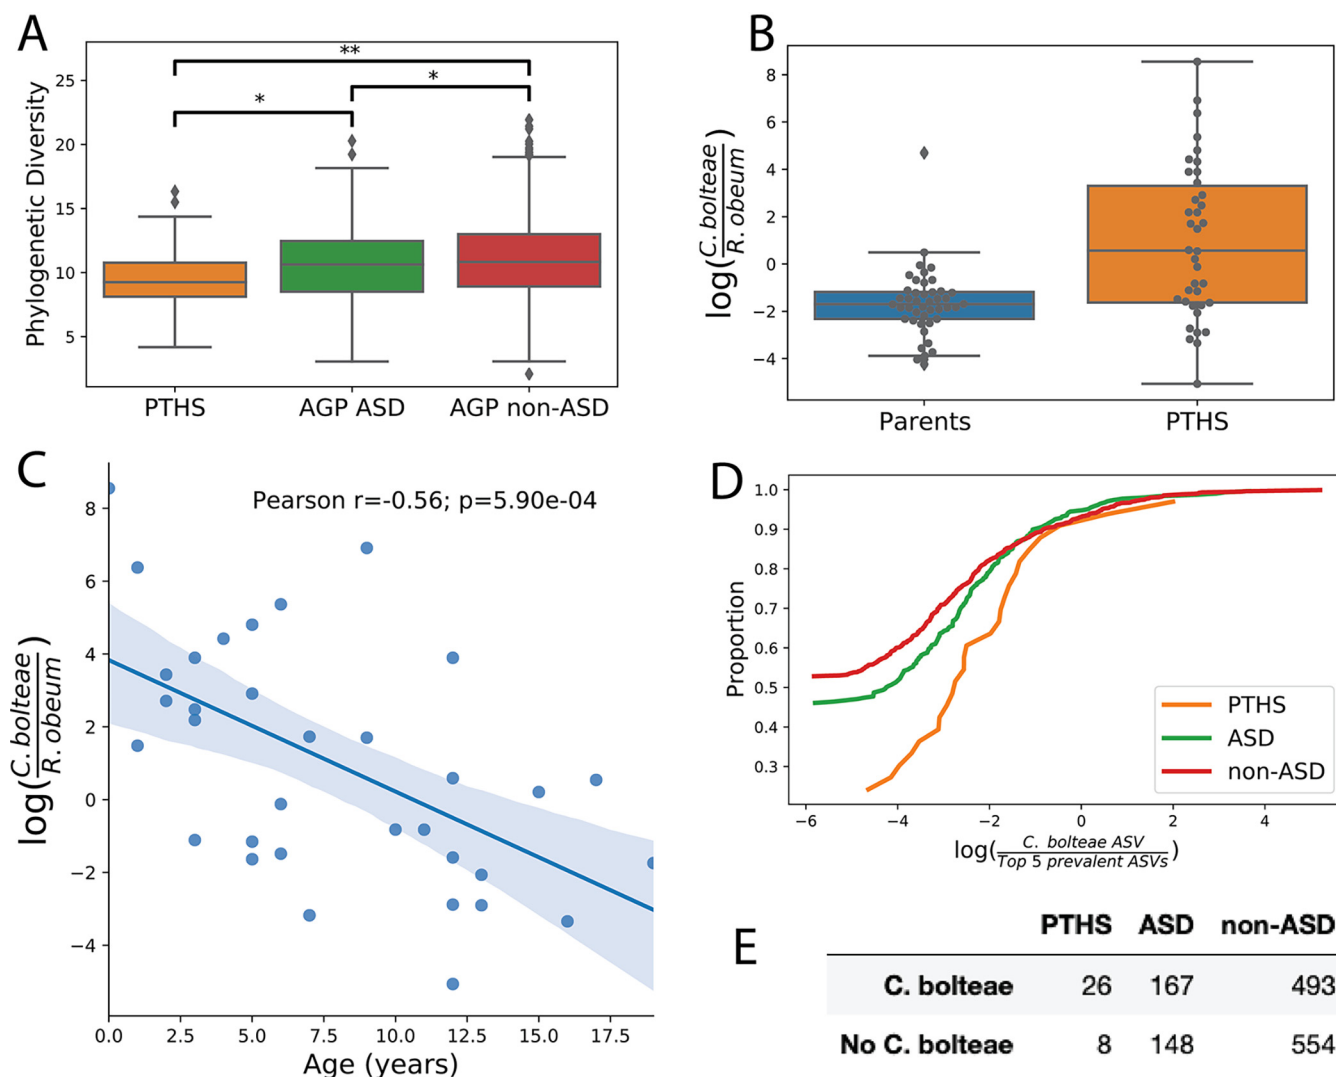 A
Phylogenetic Diversity
25
20
15
10
5
**
*
*
PTHS AGP ASD AGP non-ASD
B
log(C. bolteae/R. obeum)
8
6
4
2
0
−2
−4
Parents PTHS
C
Pearson r=-0.56; p=5.90e-04
log(C. bolteae/R. obeum)
8
6
4
2
0
−2
−4
0.0 2.5 5.0 7.5 10.0 12.5 15.0 17.5
Age (years)
D
Proportion
1.0
0.9
0.8
0.7
0.6
0.5
0.4
0.3
PTHS
ASD
non-ASD
−6 −4 −2 0 2 4
log(C. bolteae ASV/Top 5 prevalent ASVs)
E
PTHS ASD non-ASD
C. bolteae 26 167 493
No C. bolteae 8 148 554